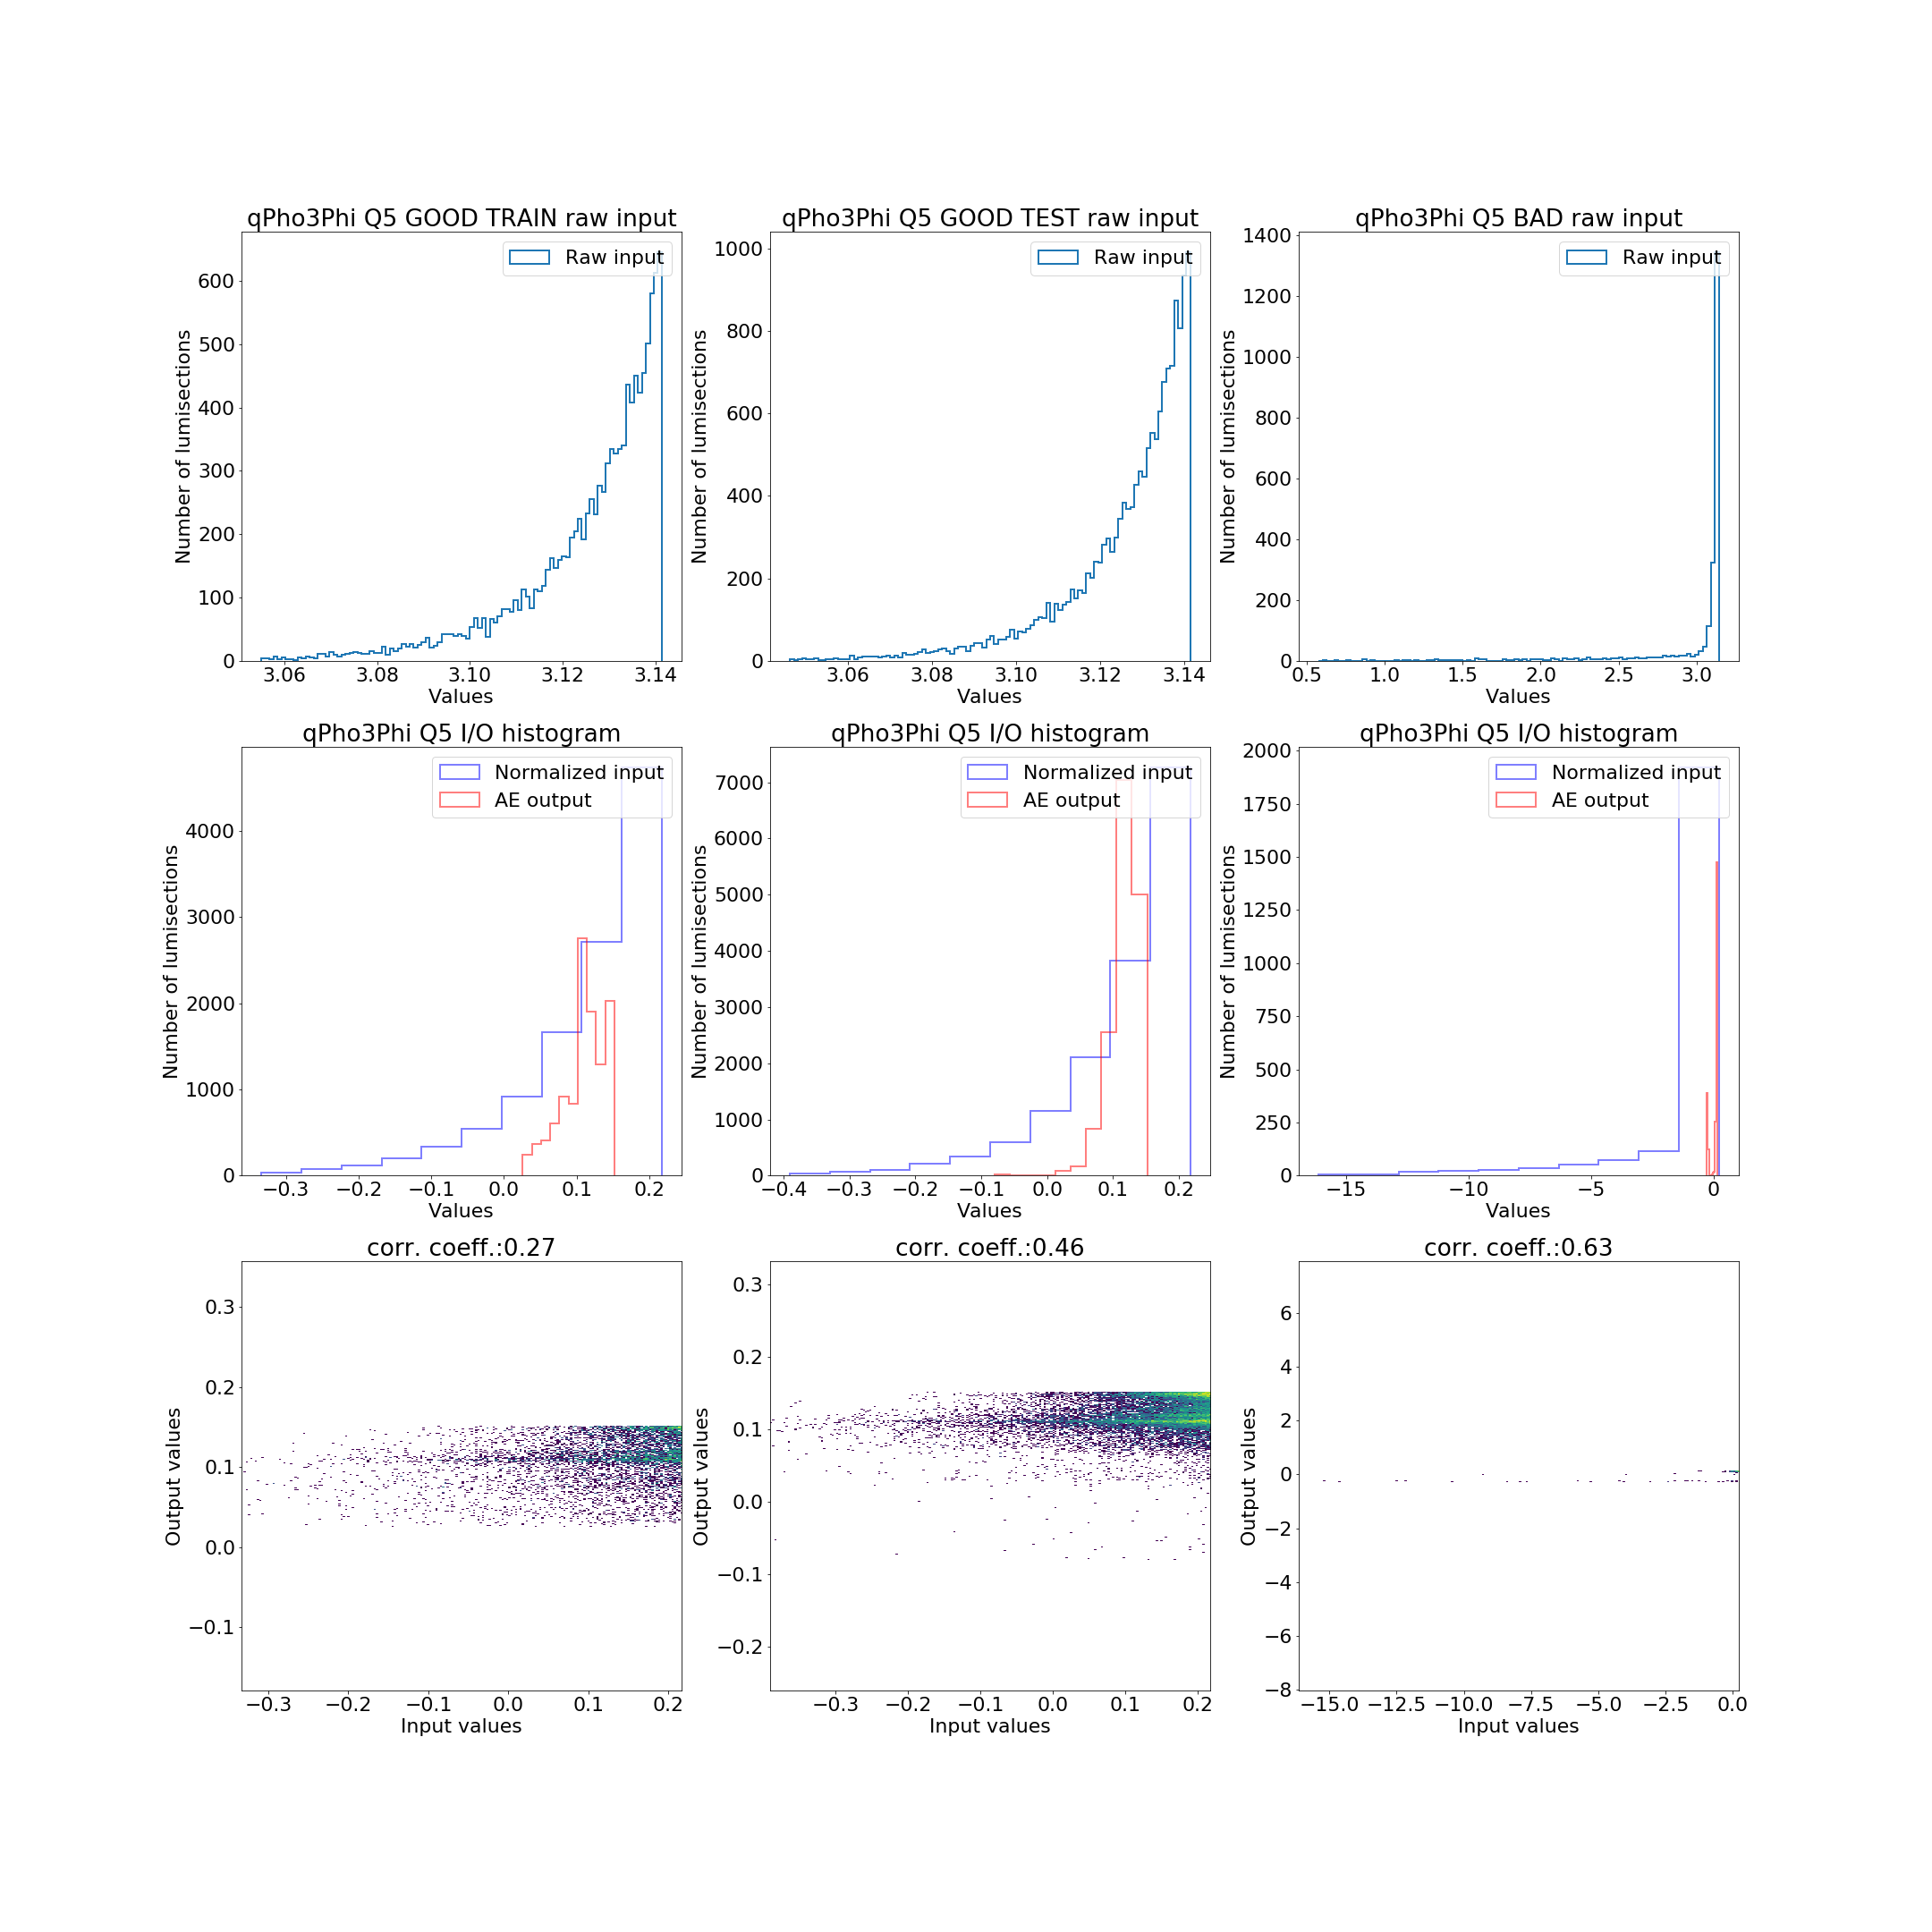 qPho3Phi Q5 GOOD TRAIN raw input
Raw input
600
500
400
300
200
100
0
Number of lumisections
3.06 3.08 3.10 3.12 3.14
Values
qPho3Phi Q5 GOOD TEST raw input
Raw input
1000
800
600
400
200
0
Number of lumisections
3.06 3.08 3.10 3.12 3.14
Values
qPho3Phi Q5 BAD raw input
Raw input
1400
1200
1000
800
600
400
200
0
Number of lumisections
0.5 1.0 1.5 2.0 2.5 3.0
Values
qPho3Phi Q5 I/O histogram
Normalized input
AE output
4000
3000
2000
1000
0
Number of lumisections
−0.3 −0.2 −0.1 0.0 0.1 0.2
Values
qPho3Phi Q5 I/O histogram
Normalized input
AE output
7000
6000
5000
4000
3000
2000
1000
0
Number of lumisections
−0.4 −0.3 −0.2 −0.1 0.0 0.1 0.2
Values
qPho3Phi Q5 I/O histogram
Normalized input
AE output
2000
1750
1500
1250
1000
750
500
250
0
Number of lumisections
−15 −10 −5 0
Values
corr. coeff.:0.27
0.3
0.2
0.1
0.0
−0.1
Output values
−0.3 −0.2 −0.1 0.0 0.1 0.2
Input values
corr. coeff.:0.46
0.3
0.2
0.1
0.0
−0.1
−0.2
Output values
−0.3 −0.2 −0.1 0.0 0.1 0.2
Input values
corr. coeff.:0.63
6
4
2
0
−2
−4
−6
−8
Output values
−15.0 −12.5 −10.0 −7.5 −5.0 −2.5 0.0
Input values